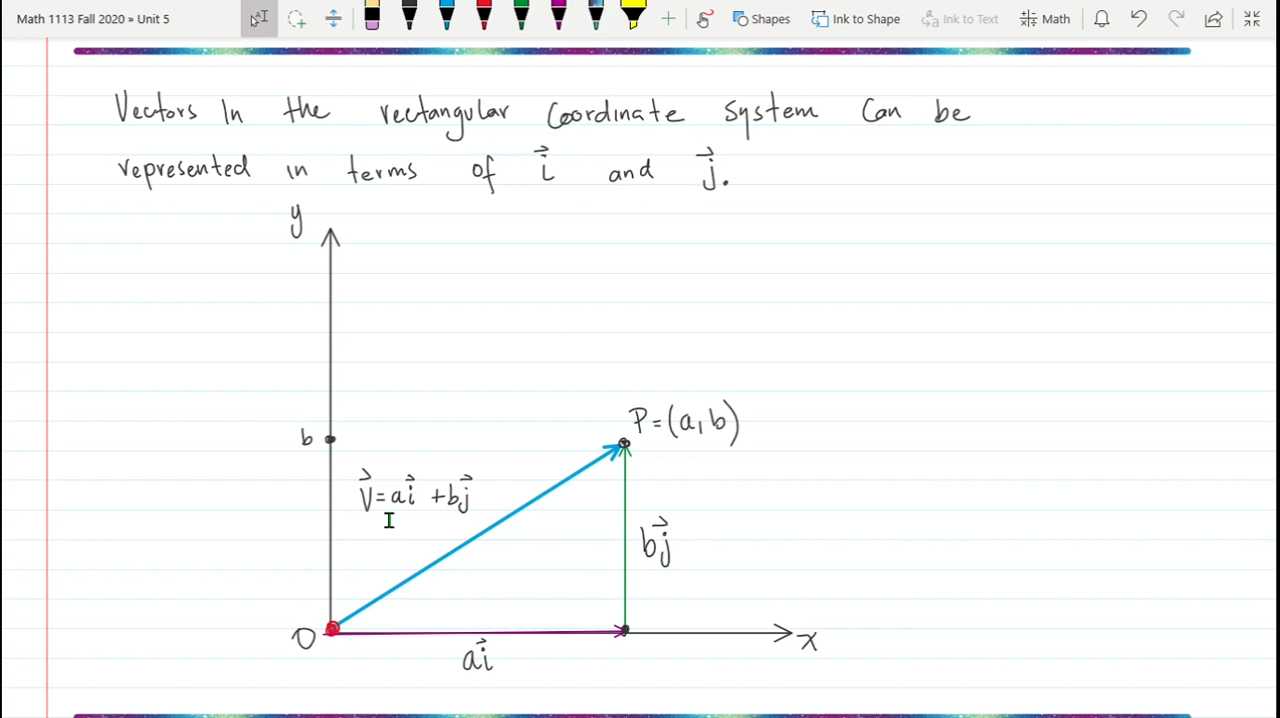 Math 1113 Fall 2020 » Unit 5
Shapes
Ink to Shape
Ink to Text
Math
Vectors In the rectangular Coordinate System Can be
represented in terms of i⃗ and j⃗.
y
P=(a,b)
b
V⃗=ai⃗ +bj⃗
bj⃗
O
x
ai⃗